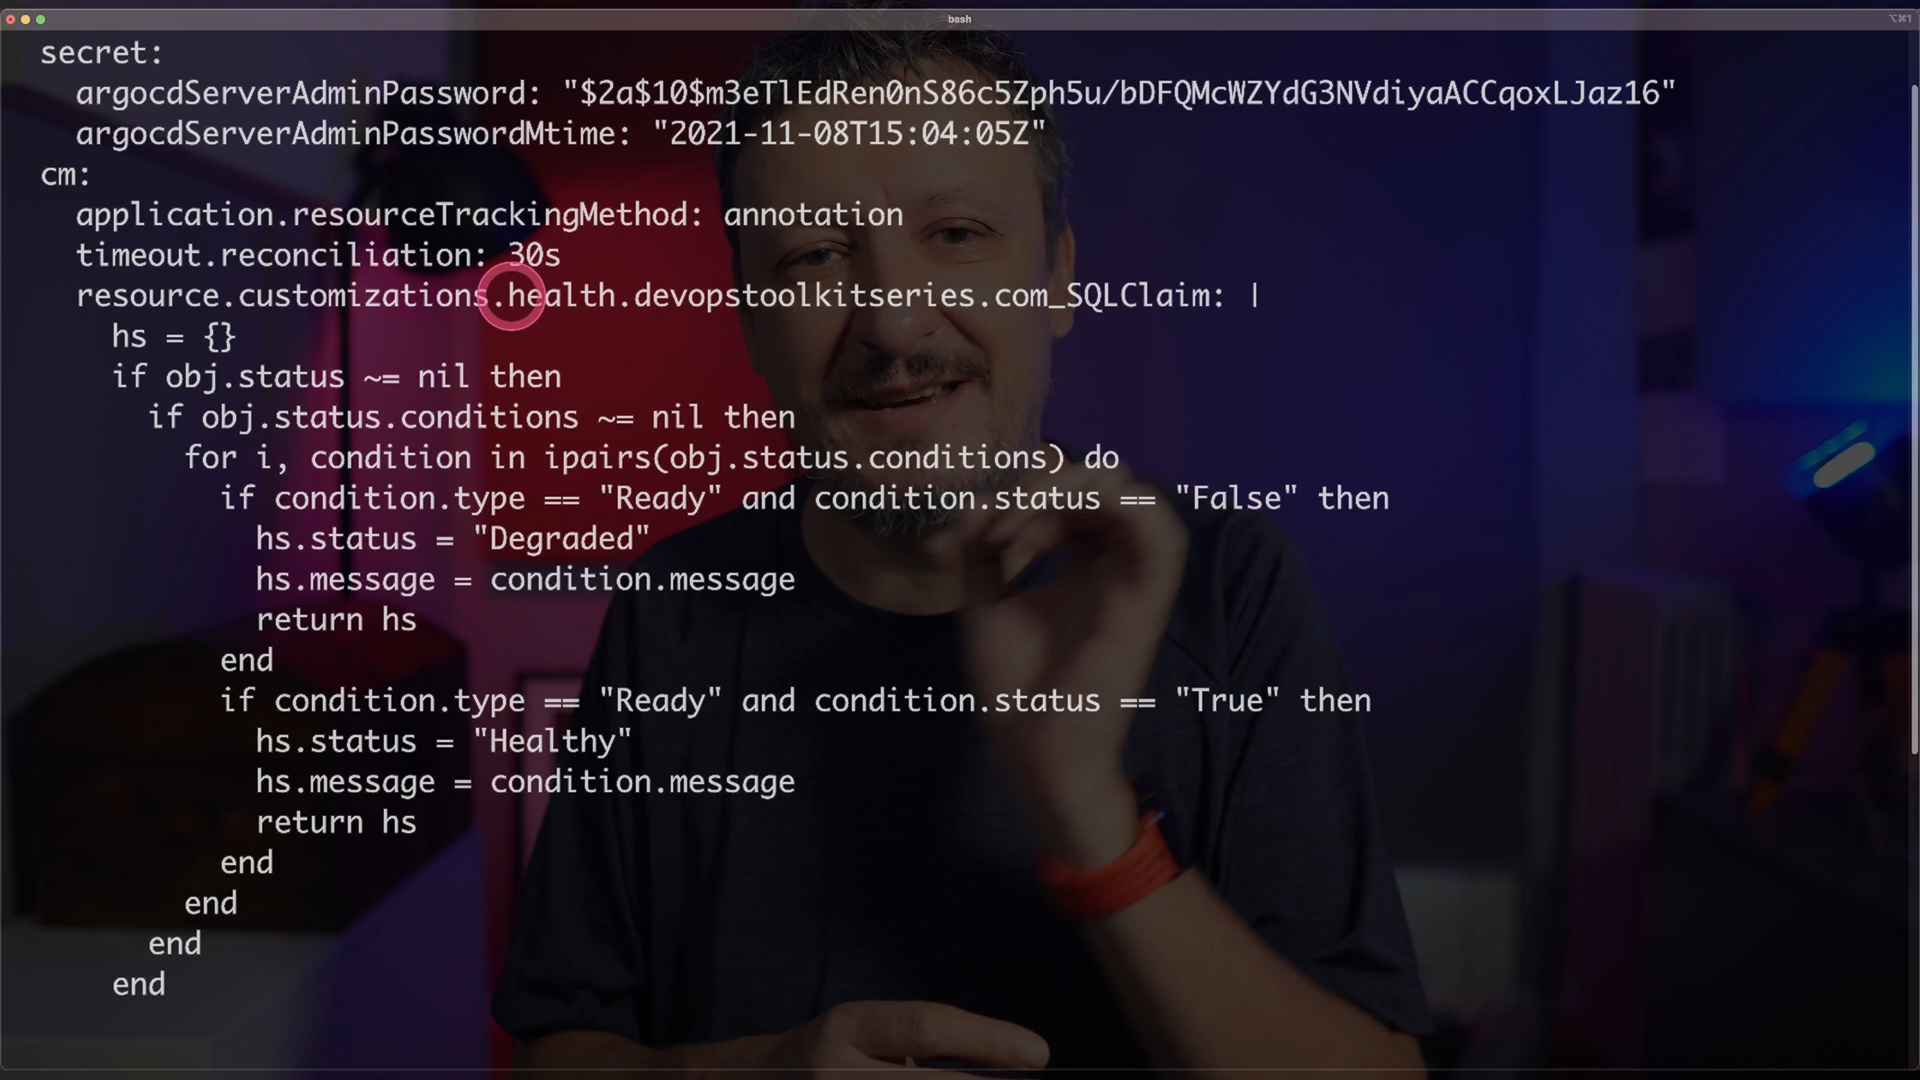 bash
⌥⌘1
secret:
argocdServerAdminPassword: "$2a$10$m3eTlEdRen0nS86c5Zph5u/bDFQMcWZYdG3NVdiyaACCqoxLJaz16"
argocdServerAdminPasswordMtime: "2021-11-08T15:04:05Z"
cm:
application.resourceTrackingMethod: annotation
timeout.reconciliation: 30s
resource.customizations.health.devopstoolkitseries.com_SQLClaim: |
hs = {}
if obj.status ~= nil then
if obj.status.conditions ~= nil then
for i, condition in ipairs(obj.status.conditions) do
if condition.type == "Ready" and condition.status == "False" then
hs.status = "Degraded"
hs.message = condition.message
return hs
end
if condition.type == "Ready" and condition.status == "True" then
hs.status = "Healthy"
hs.message = condition.message
return hs
end
end
end
end